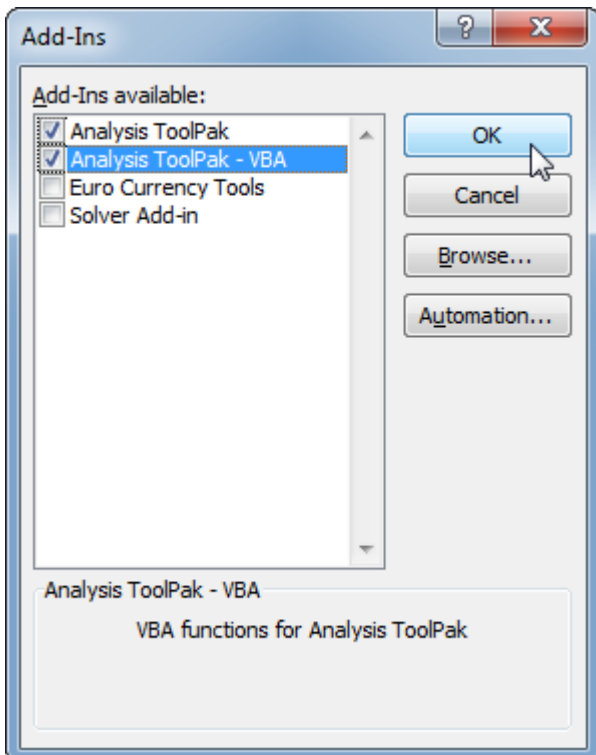 Add-Ins
?
X
Add-Ins available:
Analysis ToolPak
Analysis ToolPak - VBA
Euro Currency Tools
Solver Add-in
OK
Cancel
Browse...
Automation...
Analysis ToolPak - VBA
VBA functions for Analysis ToolPak